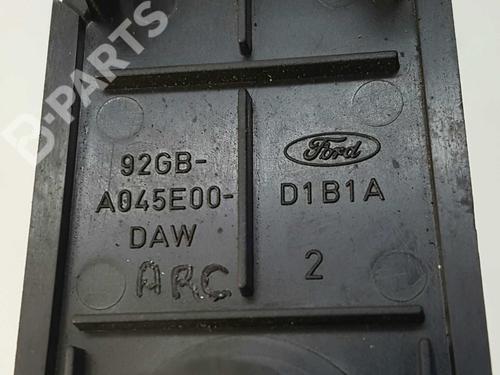 B-PARTS
92GB-
A045E00-
DAW
ARC
Ford
D1B1A
2